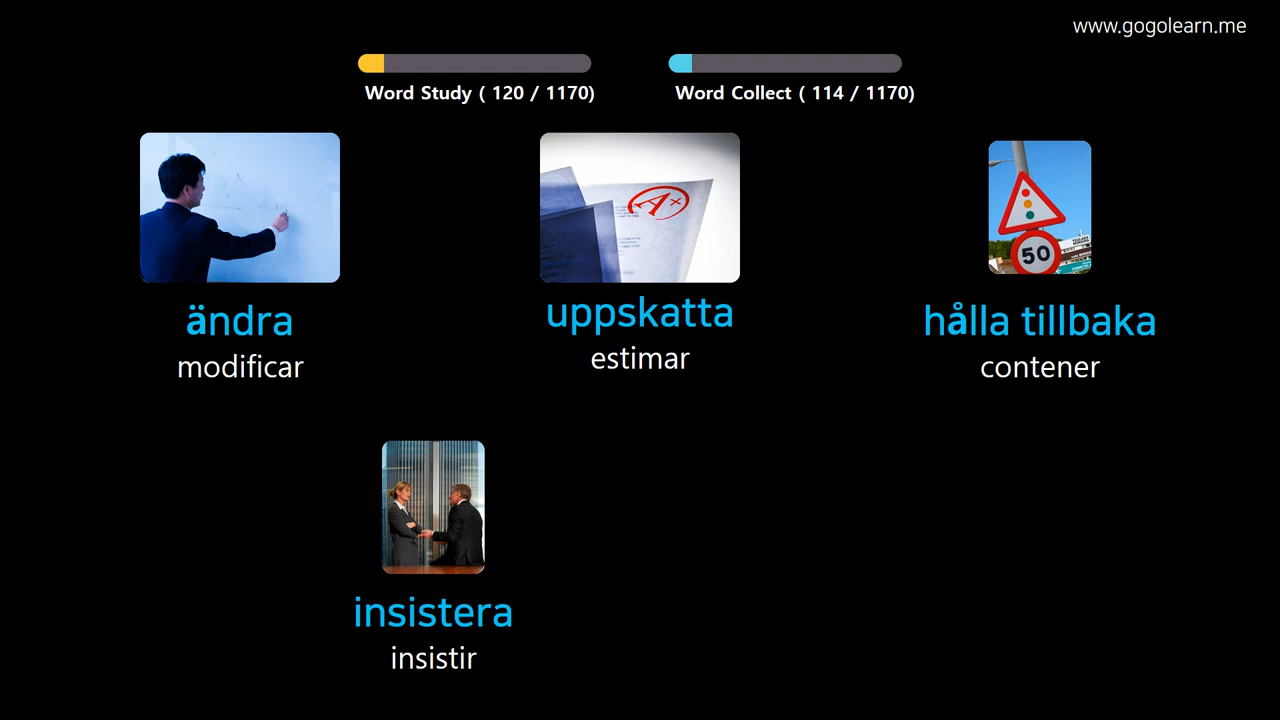 www.gogolearn.me
Word Study ( 120 / 1170)
Word Collect ( 114 / 1170)
A+
50
ändra
modificar
uppskatta
estimar
hålla tillbaka
contener
insistera
insistir